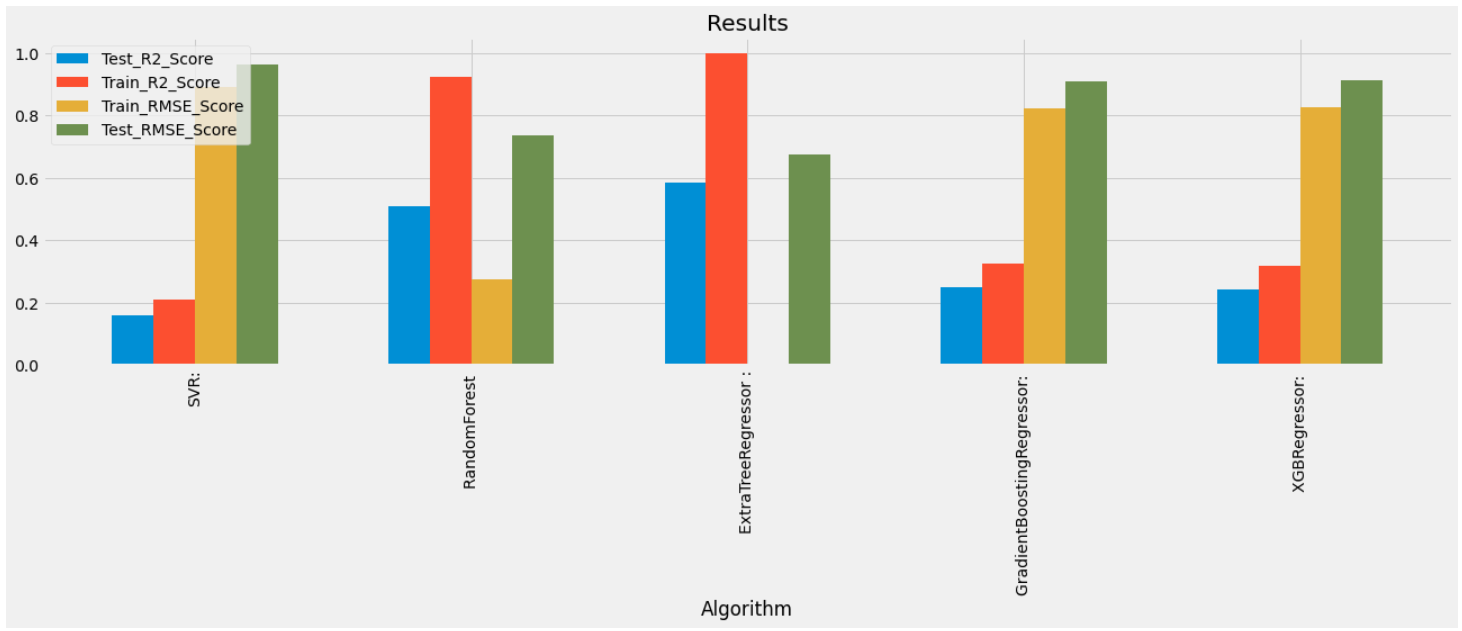 Results
1.0
0.8
0.6
0.4
0.2
0.0
Test_R2_Score
Train_R2_Score
Train_RMSE_Score
Test_RMSE_Score
SVR:
RandomForest
ExtraTreeRegressor :
GradientBoostingRegressor:
XGBRegressor:
Algorithm